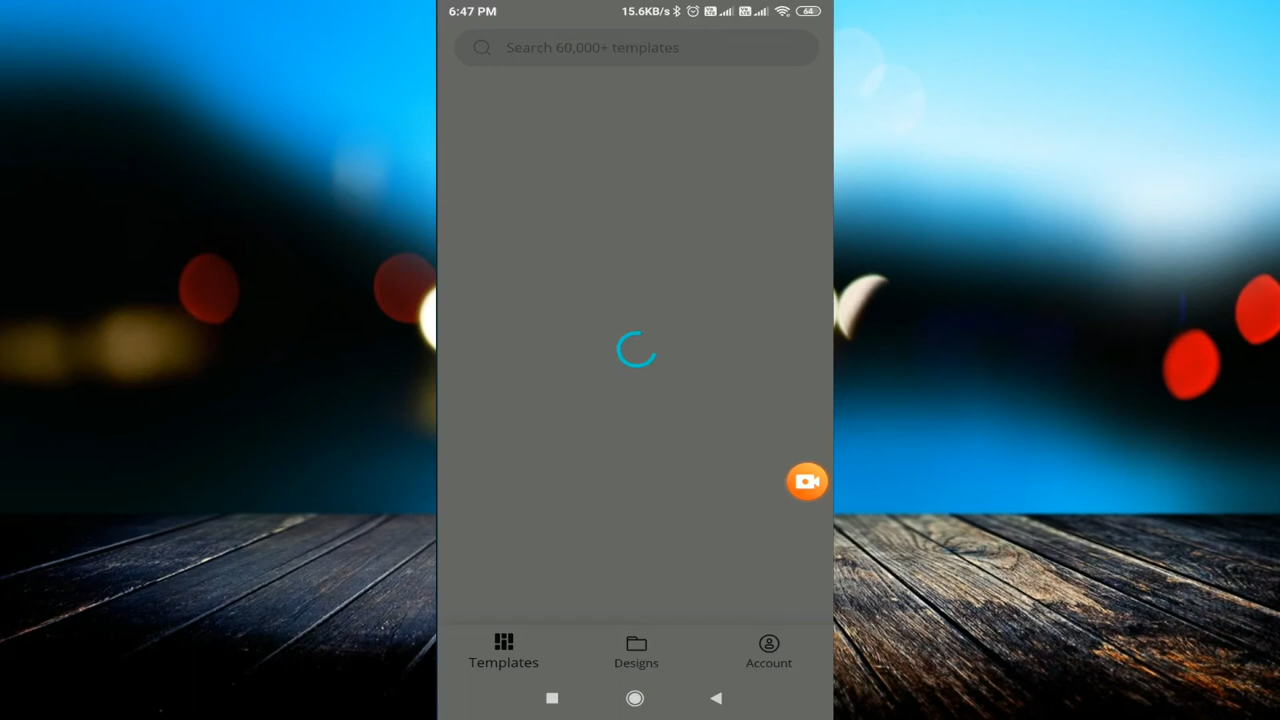 6:47 PM
15.6KB/s
64
Search 60,000+ templates
Templates
Designs
Account